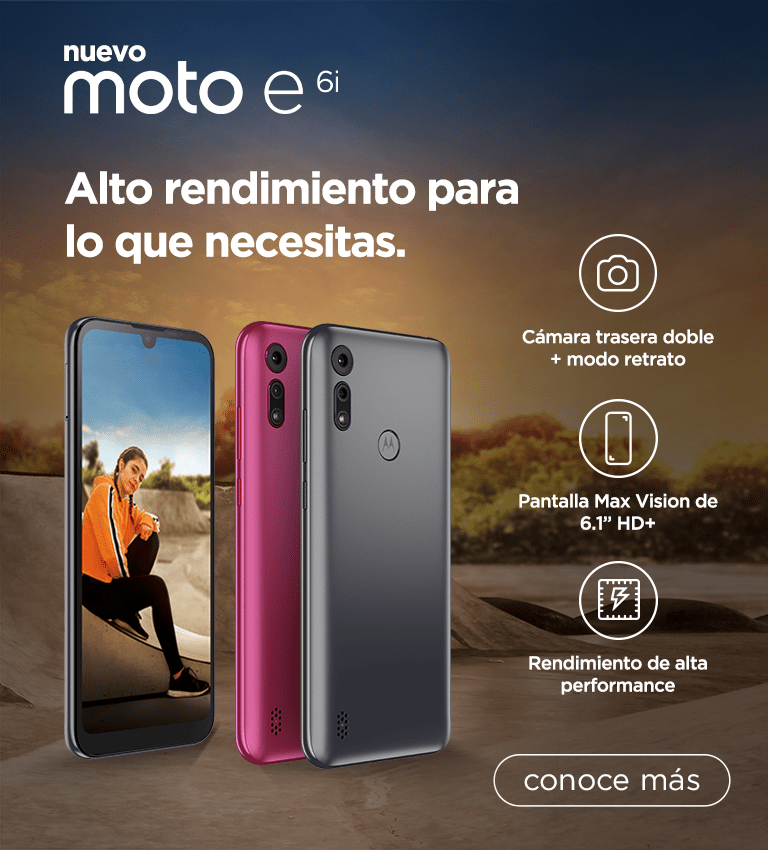 nuevo
moto e 6i
Alto rendimiento para
lo que necesitas.
Cámara trasera doble
+ modo retrato
Pantalla Max Vision de
6.1” HD+
Rendimiento de alta
performance
conoce más